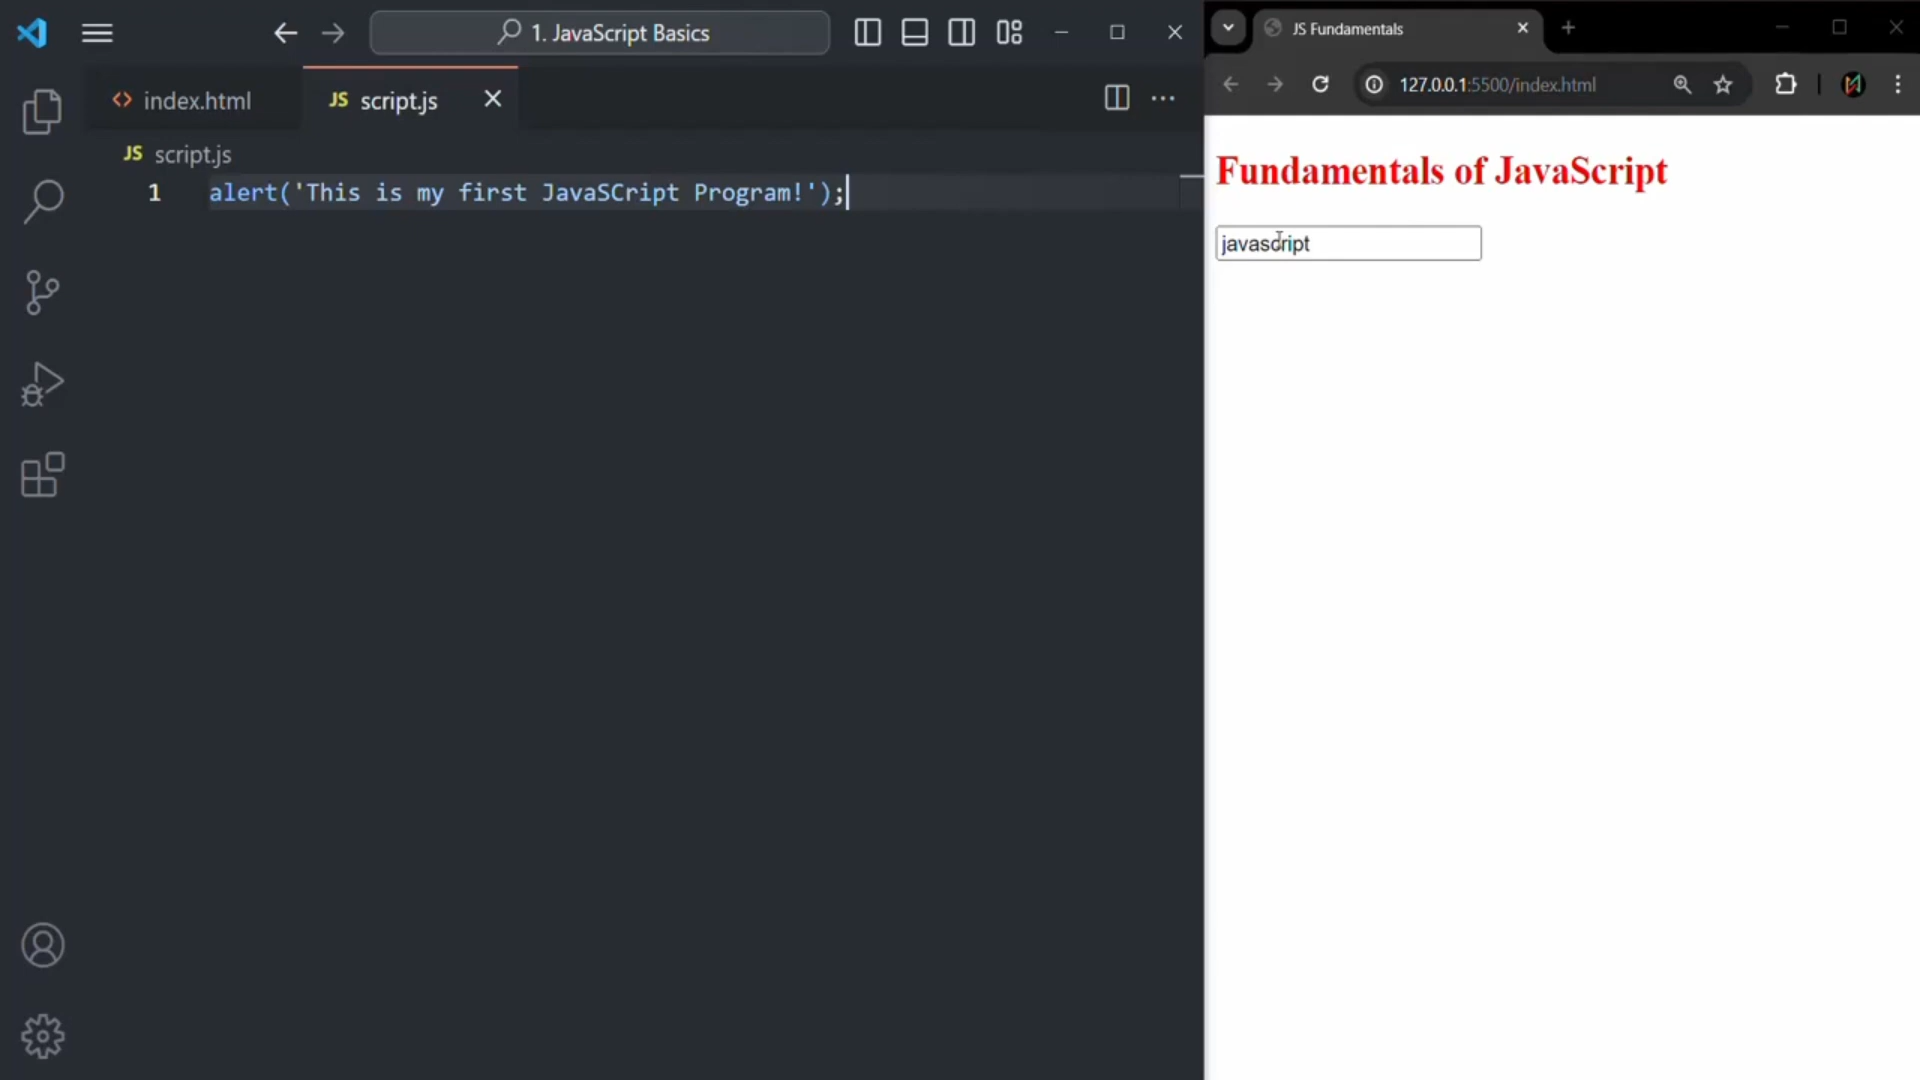 1. JavaScript Basics
index.html
JS script.js
JS script.js
1 alert('This is my first JavaSCript Program!');
JS Fundamentals
127.0.0.1:5500/index.html
Fundamentals of JavaScript
javascript